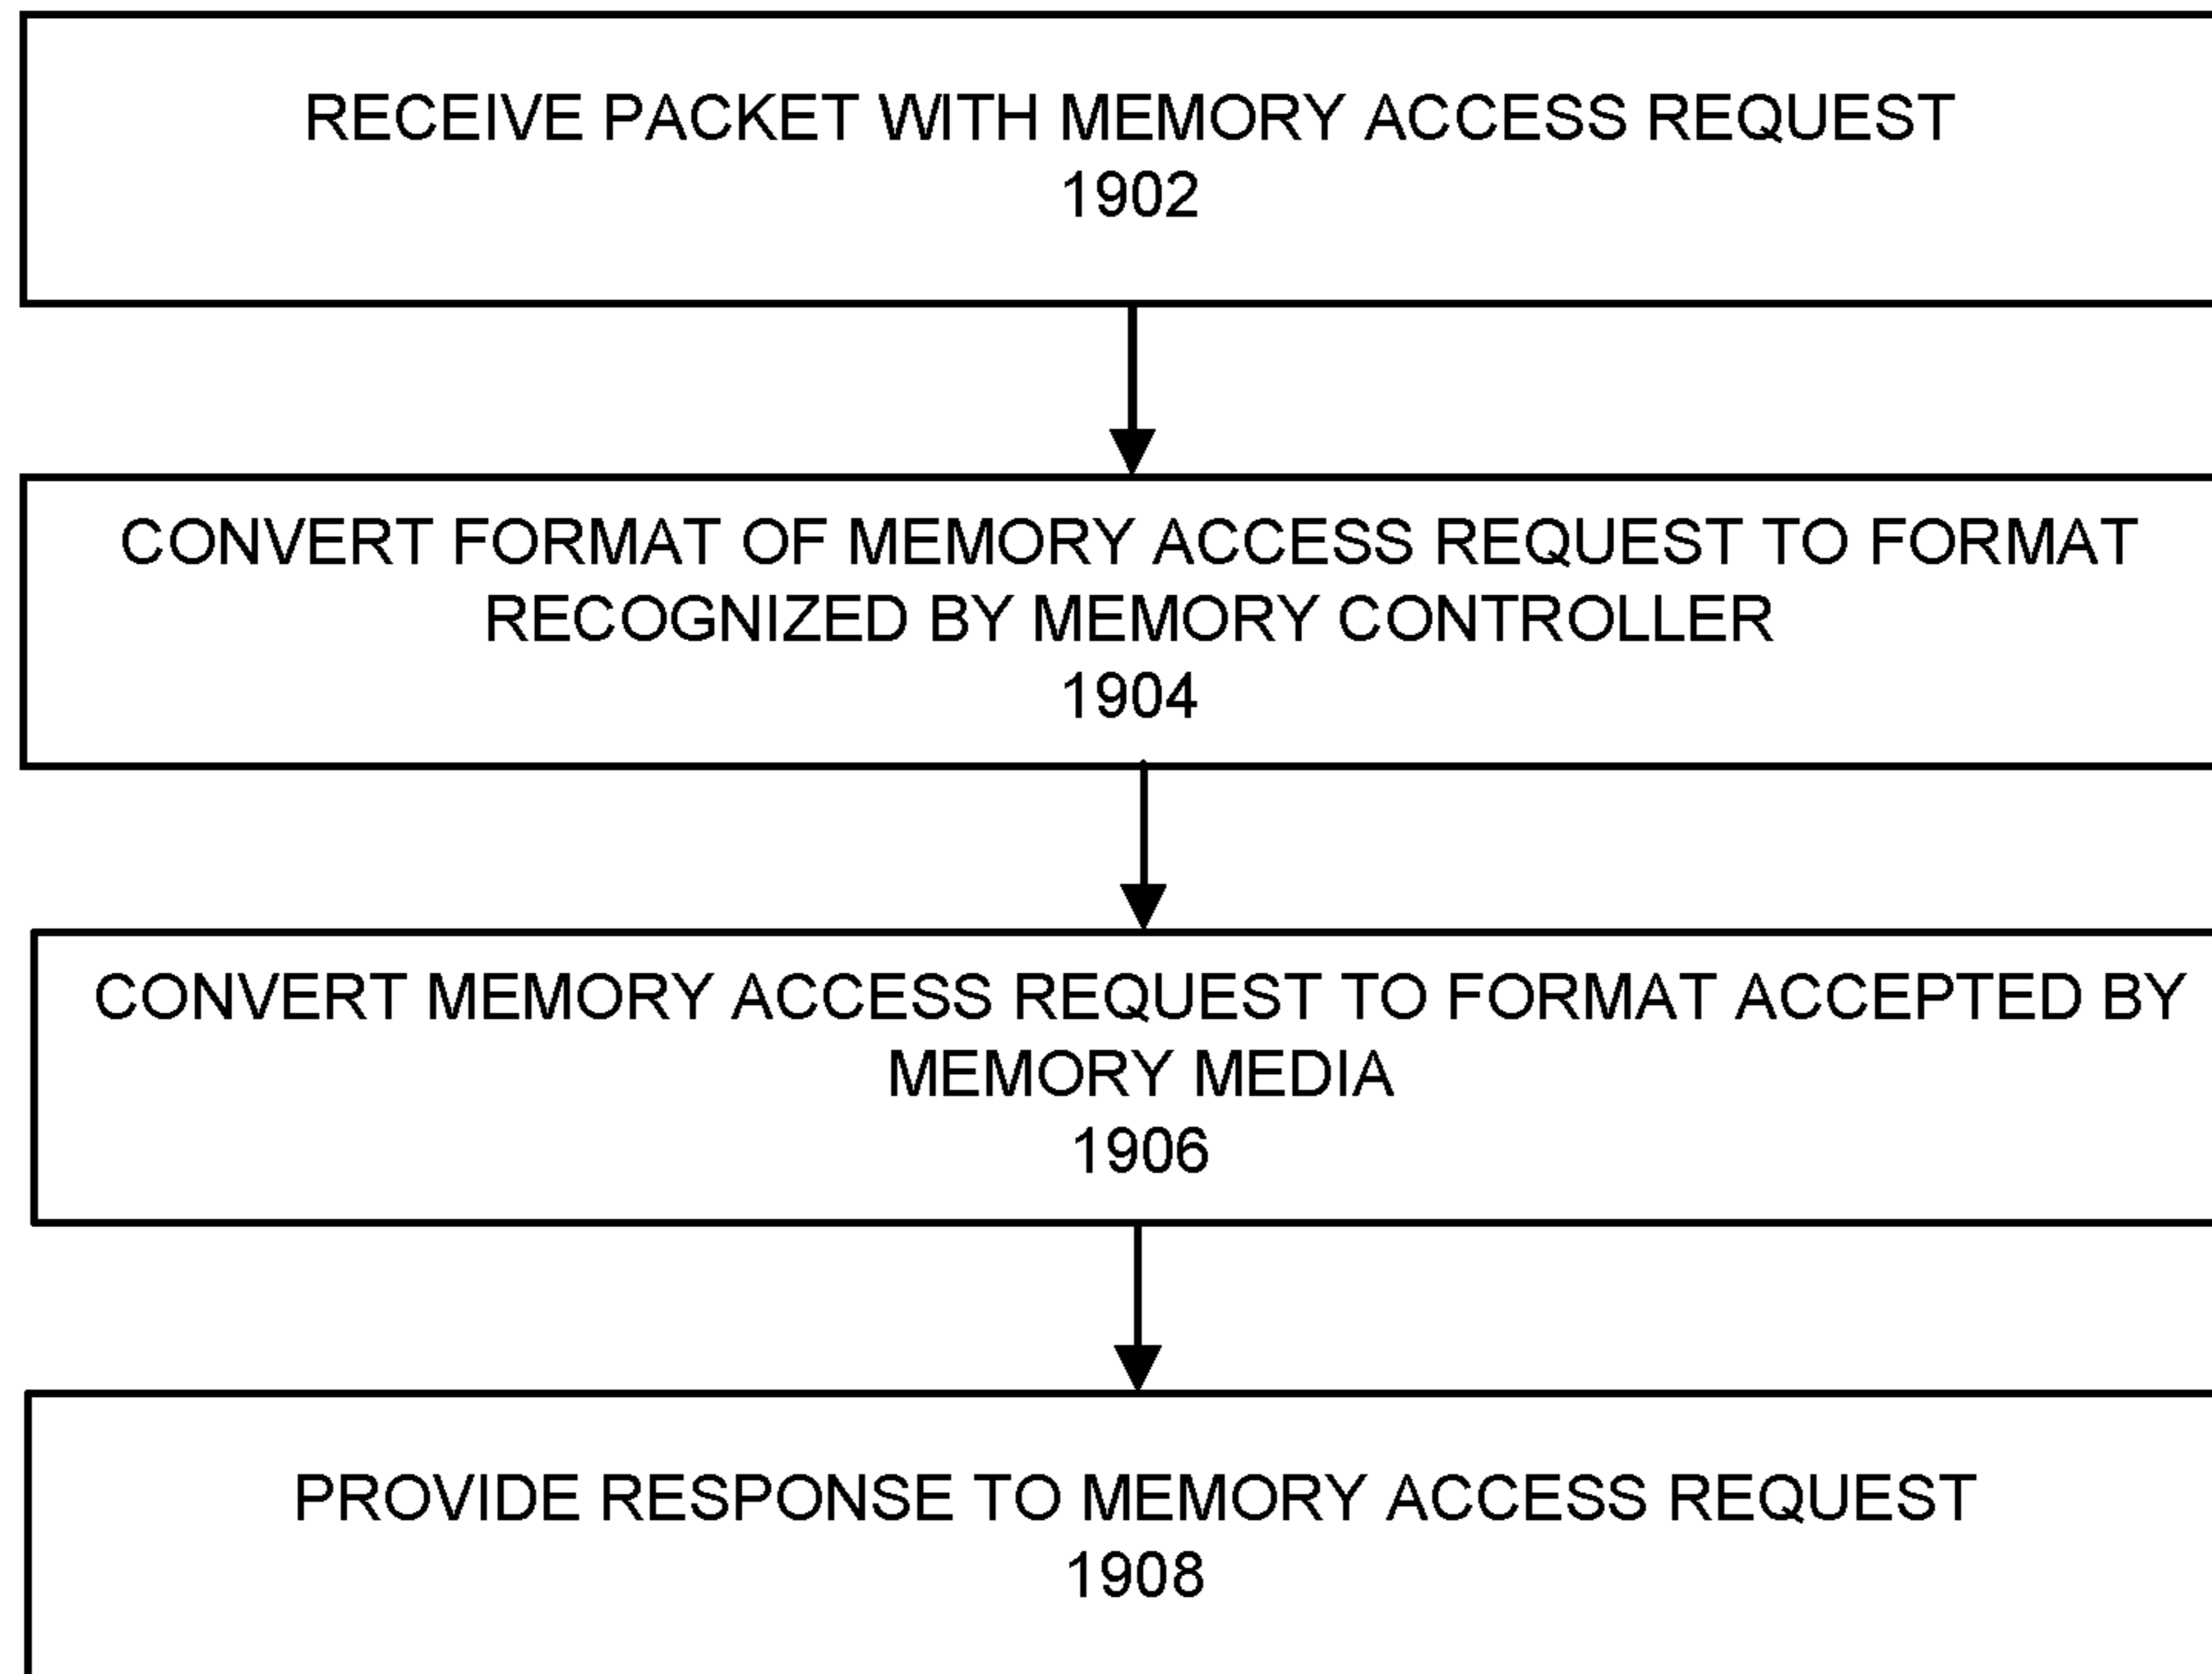 RECEIVE PACKET WITH MEMORY ACCESS REQUEST
1902
CONVERT FORMAT OF MEMORY ACCESS REQUEST TO FORMAT
RECOGNIZED BY MEMORY CONTROLLER
1904
CONVERT MEMORY ACCESS REQUEST TO FORMAT ACCEPTED BY
MEMORY MEDIA
1906
PROVIDE RESPONSE TO MEMORY ACCESS REQUEST
1908